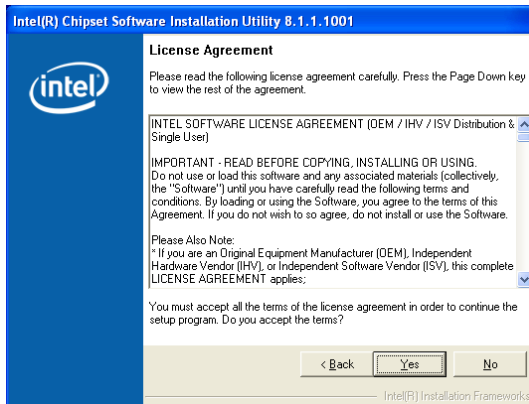 Intel(R) Chipset Software Installation Utility 8.1.1.1001
intel
License Agreement
Please read the following license agreement carefully. Press the Page Down key
to view the rest of the agreement.
INTEL SOFTWARE LICENSE AGREEMENT (OEM / IHV / ISV Distribution &
Single User)
IMPORTANT - READ BEFORE COPYING, INSTALLING OR USING.
Do not use or load this software and any associated materials (collectively,
the "Software") until you have carefully read the following terms and
conditions. By loading or using the Software, you agree to the terms of this
Agreement. If you do not wish to so agree, do not install or use the Software.
Please Also Note:
* If you are an Original Equipment Manufacturer (OEM), Independent
Hardware Vendor (IHV), or Independent Software Vendor (ISV), this complete
LICENSE AGREEMENT applies;
You must accept all the terms of the license agreement in order to continue the
setup program. Do you accept the terms?
< Back
Yes
No
Intel(R) Installation Frameworks